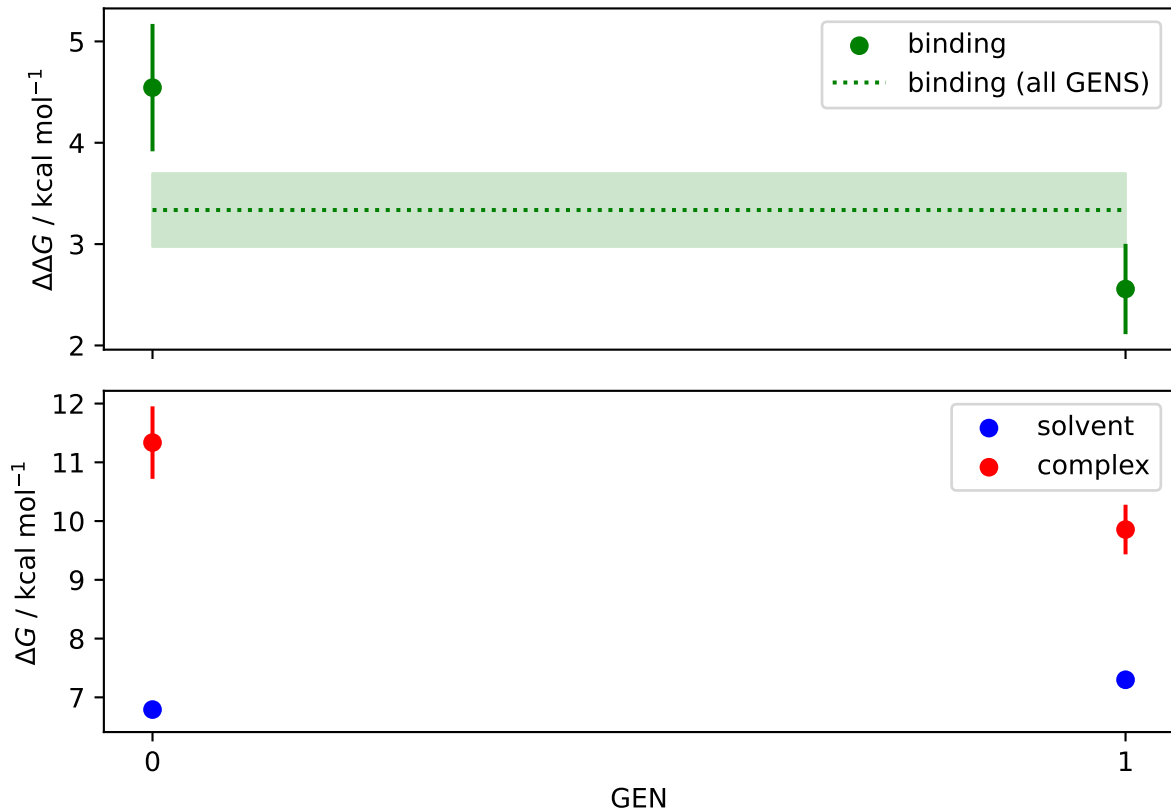 5
4
3
2
ΔΔG / kcal mol⁻¹
binding
binding (all GENS)
12
11
10
9
8
7
ΔG / kcal mol⁻¹
solvent
complex
0
1
GEN